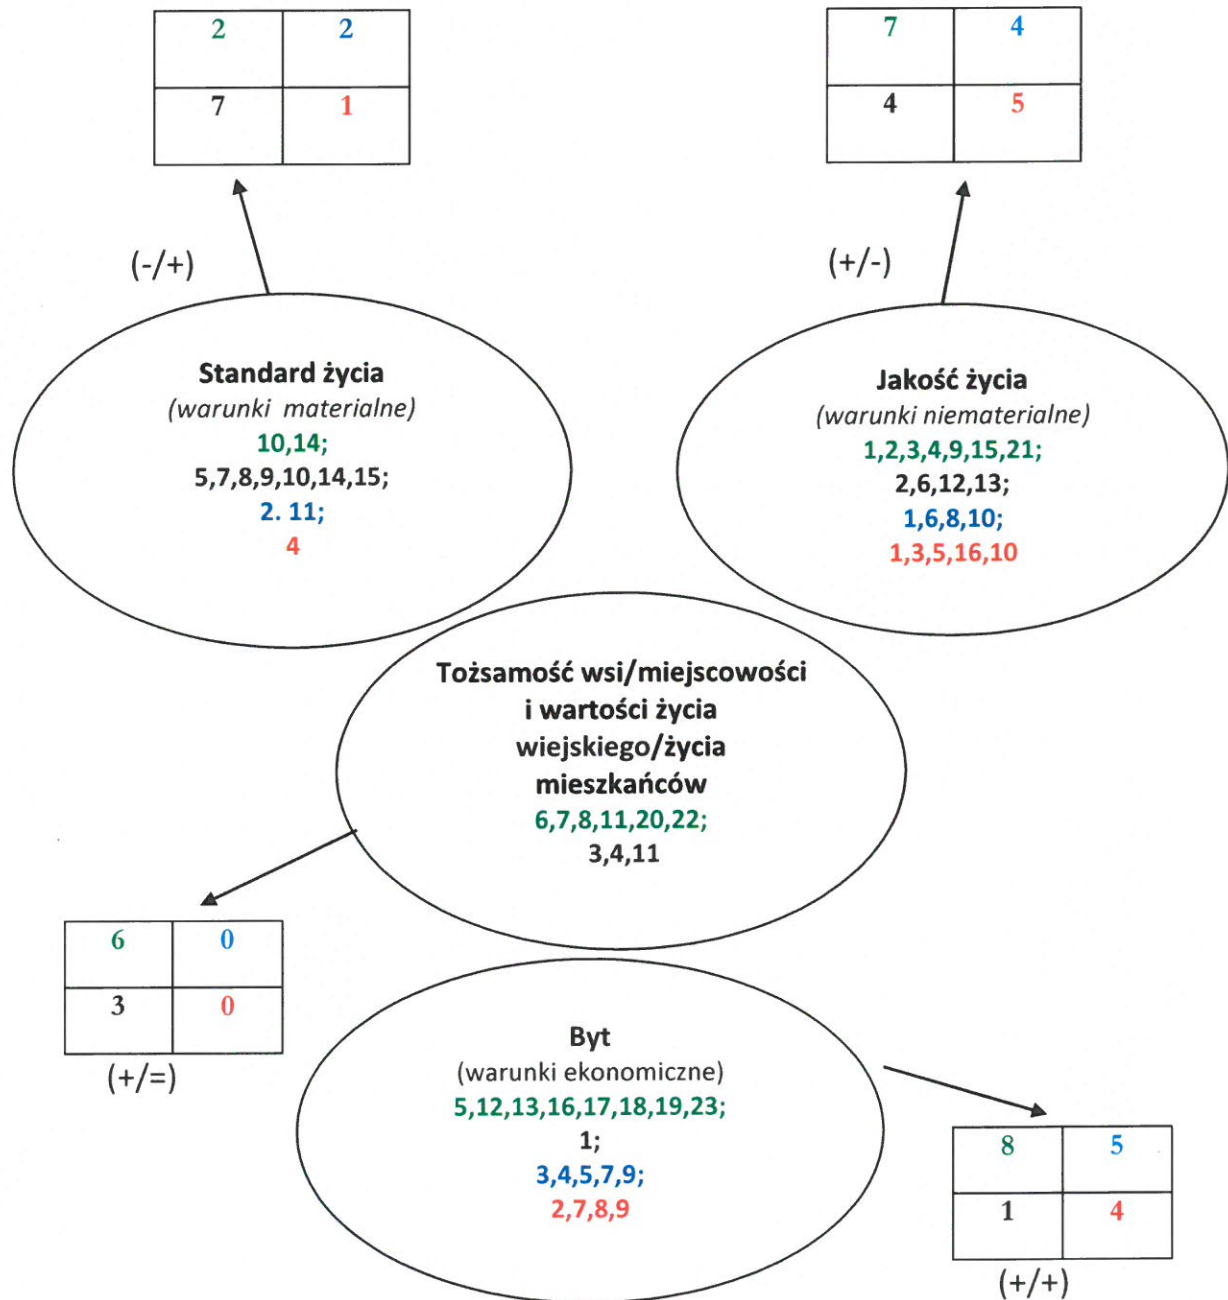 2 2
7 1
7 4
4 5
(-/+)
(+/-)
Standard życia
(warunki materialne)
10,14;
5,7,8,9,10,14,15;
2. 11;
4
Jakość życia
(warunki niematerialne)
1,2,3,4,9,15,21;
2,6,12,13;
1,6,8,10;
1,3,5,16,10
Tożsamość wsi/miejscowości
i wartości życia
wiejskiego/życia
mieszkańców
6,7,8,11,20,22;
3,4,11
6 0
3 0
(+/=)
Byt
(warunki ekonomiczne)
5,12,13,16,17,18,19,23;
1;
3,4,5,7,9;
2,7,8,9
8 5
1 4
(+/+)